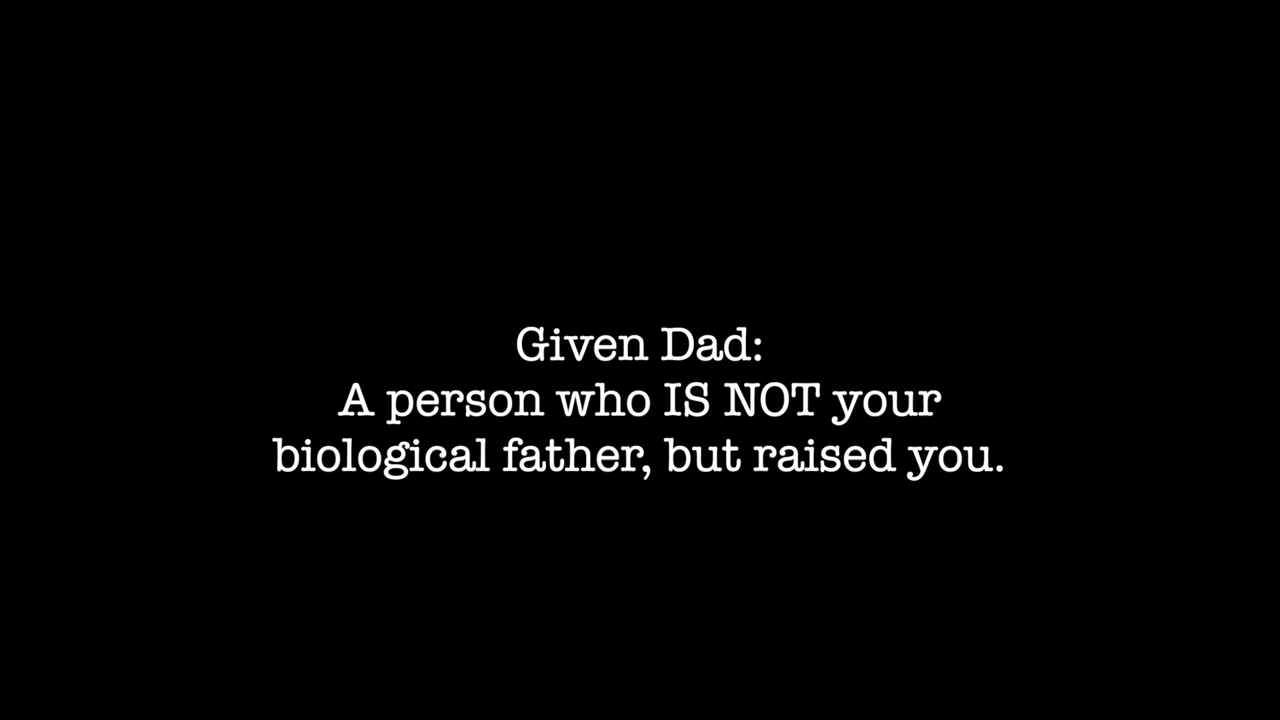 Given Dad:
A person who IS NOT your
biological father, but raised you.